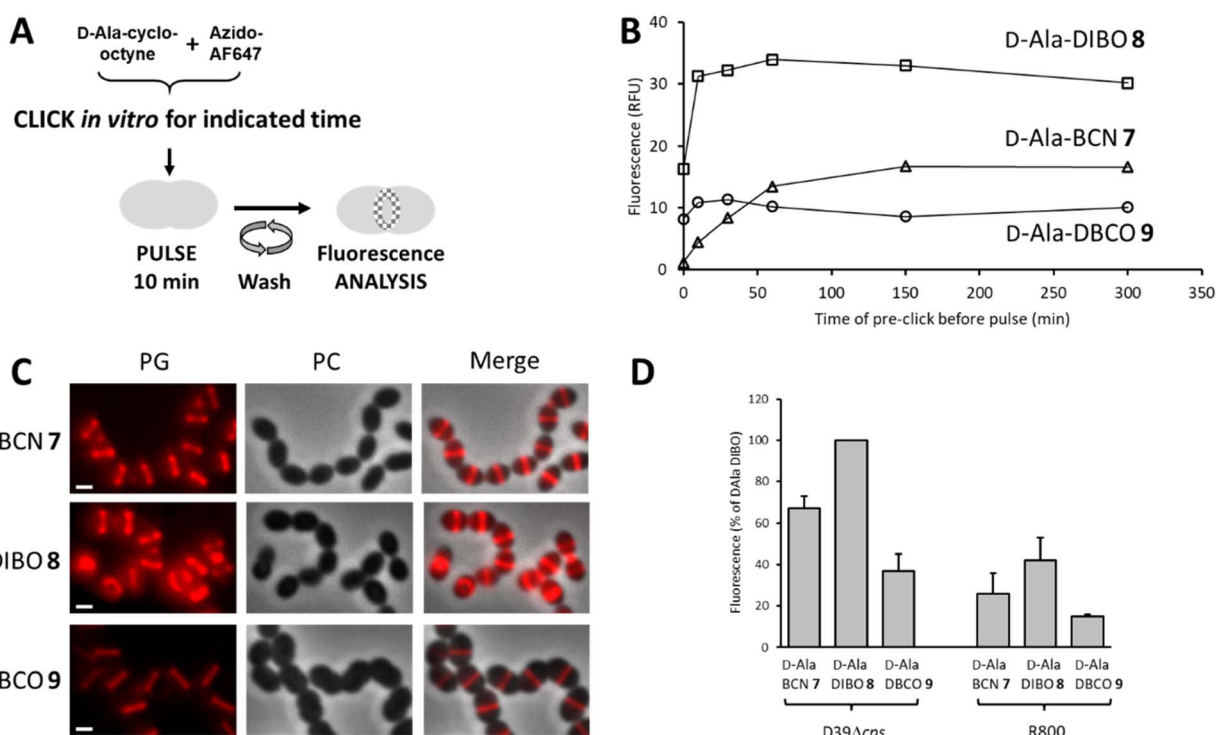 A
D-Ala-cyclo-
octyne
+
Azido-
AF647
CLICK in vitro for indicated time
PULSE
10 min
Wash
Fluorescence
ANALYSIS
B
Fluorescence (RFU)
40
30
20
10
0
0 50 100 150 200 250 300 350
Time of pre-click before pulse (min)
D-Ala-DIBO 8
D-Ala-BCN 7
D-Ala-DBCO 9
C
PG PC Merge
BCN 7
DIBO 8
BCO 9
D
Fluorescence (% of DAla DIBO)
120
100
80
60
40
20
0
D-Ala D-Ala D-Ala D-Ala D-Ala D-Ala
BCN 7 DIBO 8 DBCO 9 BCN 7 DIBO 8 DBCO 9
D39Δcps R800